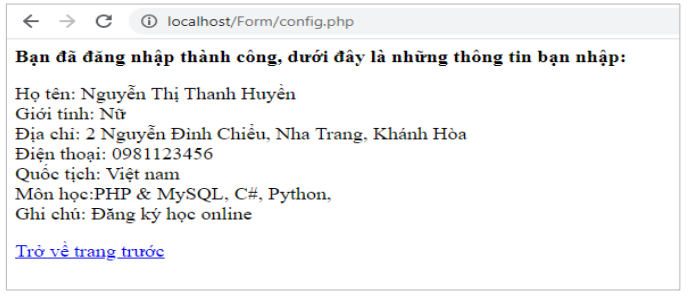 localhost/Form/config.php
Bạn đã đăng nhập thành công, dưới đây là những thông tin bạn nhập:
Họ tên: Nguyễn Thị Thanh Huyền
Giới tính: Nữ
Địa chỉ: 2 Nguyễn Đình Chiểu, Nha Trang, Khánh Hòa
Điện thoại: 0981123456
Quốc tịch: Việt nam
Môn học:PHP & MySQL, C#, Python,
Ghi chú: Đăng ký học online
Trở về trang trước